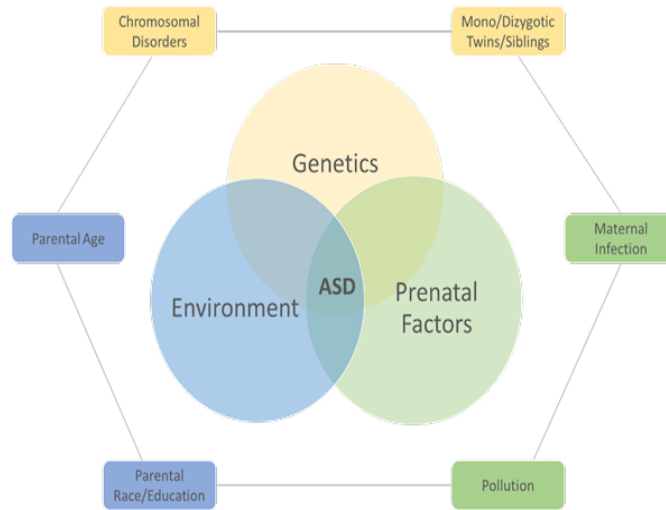 Chromosomal
Disorders
Mono/Dizygotic
Twins/Siblings
Genetics
Parental Age
Maternal
Infection
Environment
ASD
Prenatal
Factors
Parental
Race/Education
Pollution